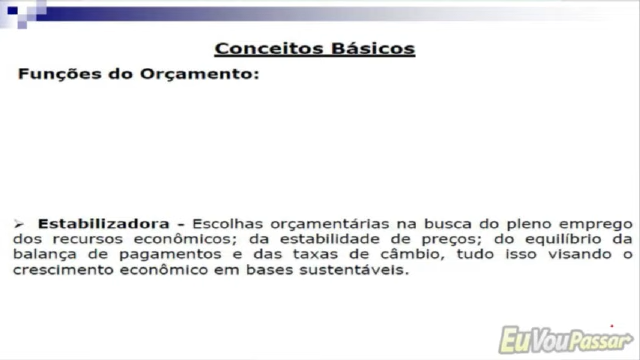 Conceitos Básicos
Funções do Orçamento:
➢ Estabilizadora - Escolhas orçamentárias na busca do pleno emprego
dos recursos econômicos; da estabilidade de preços; do equilíbrio da
balança de pagamentos e das taxas de câmbio, tudo isso visando o
crescimento econômico em bases sustentáveis.
EuVouPassar